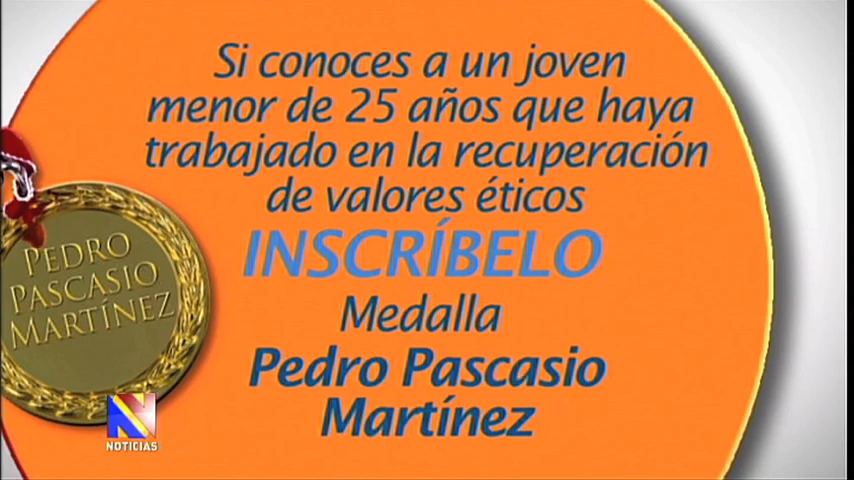 Si conoces a un joven
menor de 25 años que haya
trabajado en la recuperación
de valores éticos
INSCRÍBELO
Medalla
Pedro Pascasio
Martínez
PEDRO
PASCASIO
MARTÍNEZ
N
NOTICIAS